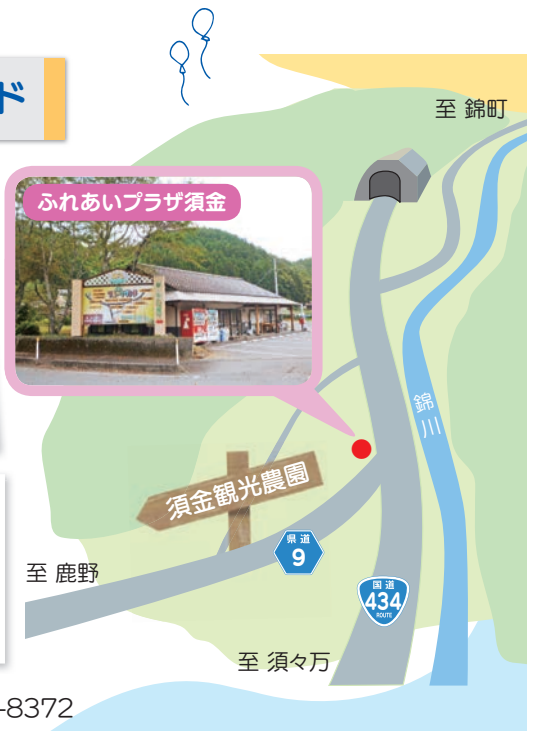 ド
至 錦町
ふれあいプラザ須金
錦川
須金観光農園
県道
9
至 鹿野
国道
434
ROUTE
至 須々万
-8372